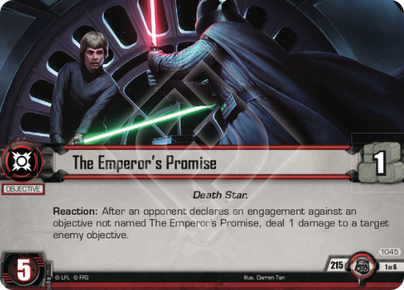 The Emperor's Promise
1
OBJECTIVE
Death Star.
Reaction: After an opponent declares an engagement against an
objective not named The Emperor's Promise, deal 1 damage to a target
enemy objective.
1045
5
© LFL © FFG
Illus. Darren Tan
215
1 of 6